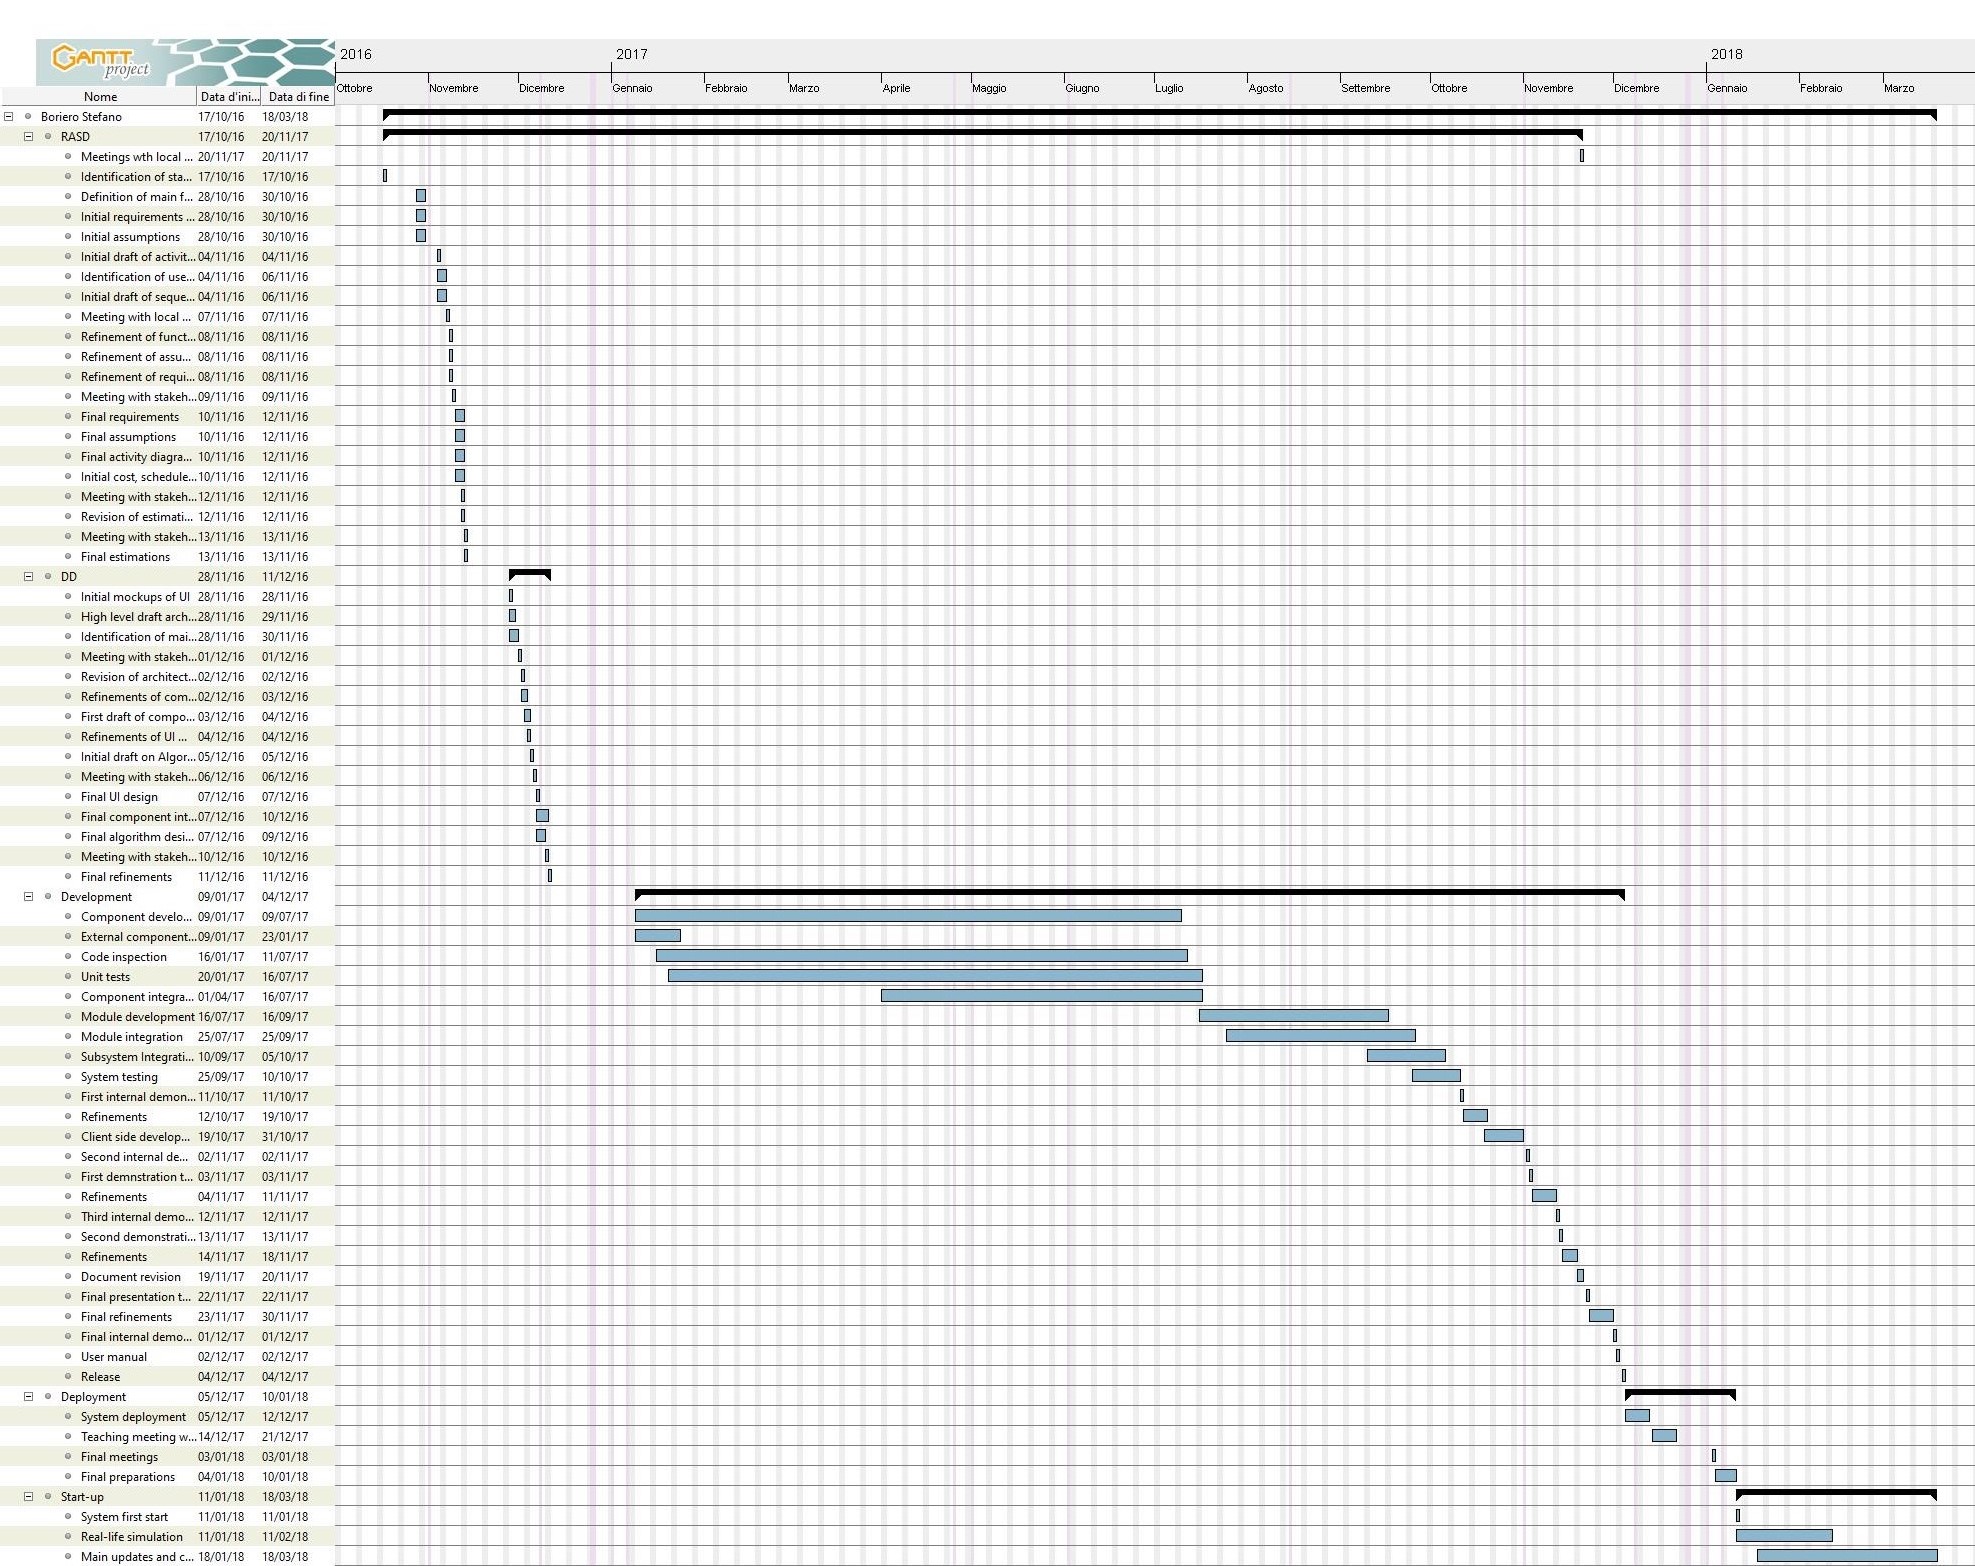 GANTT project
2016 2017 2018
Nome Data d'ini... Data di fine Ottobre Novembre Dicembre Gennaio Febbraio Marzo Aprile Maggio Giugno Luglio Agosto Settembre Ottobre Novembre Dicembre Gennaio Febbraio Marzo
Boriero Stefano 17/10/16 18/03/18
RASD 17/10/16 20/11/17
Meetings wth local ... 20/11/17 20/11/17
Identification of sta... 17/10/16 17/10/16
Definition of main f... 28/10/16 30/10/16
Initial requirements ... 28/10/16 30/10/16
Initial assumptions 28/10/16 30/10/16
Initial draft of activit... 04/11/16 04/11/16
Identification of use... 04/11/16 06/11/16
Initial draft of seque... 04/11/16 06/11/16
Meeting with local ... 07/11/16 07/11/16
Refinement of funct... 08/11/16 08/11/16
Refinement of assu... 08/11/16 08/11/16
Refinement of requi... 08/11/16 08/11/16
Meeting with stakeh... 09/11/16 09/11/16
Final requirements 10/11/16 12/11/16
Final assumptions 10/11/16 12/11/16
Final activity diagra... 10/11/16 12/11/16
Initial cost, schedule... 10/11/16 12/11/16
Meeting with stakeh... 12/11/16 12/11/16
Revision of estimati... 12/11/16 12/11/16
Meeting with stakeh... 13/11/16 13/11/16
Final estimations 13/11/16 13/11/16
DD 28/11/16 11/12/16
Initial mockups of UI 28/11/16 28/11/16
High level draft arch... 28/11/16 29/11/16
Identification of mai... 28/11/16 30/11/16
Meeting with stakeh... 01/12/16 01/12/16
Revision of architect... 02/12/16 02/12/16
Refinements of com... 02/12/16 03/12/16
First draft of compo... 03/12/16 04/12/16
Refinements of UI ... 04/12/16 04/12/16
Initial draft on Algor... 05/12/16 05/12/16
Meeting with stakeh... 06/12/16 06/12/16
Final UI design 07/12/16 07/12/16
Final component int... 07/12/16 10/12/16
Final algorithm desi... 07/12/16 09/12/16
Meeting with stakeh... 10/12/16 10/12/16
Final refinements 11/12/16 11/12/16
Development 09/01/17 04/12/17
Component develo... 09/01/17 09/07/17
External component... 09/01/17 23/01/17
Code inspection 16/01/17 11/07/17
Unit tests 20/01/17 16/07/17
Component integra... 01/04/17 16/07/17
Module development 16/07/17 16/09/17
Module integration 25/07/17 25/09/17
Subsystem Integrati... 10/09/17 05/10/17
System testing 25/09/17 10/10/17
First internal demon... 11/10/17 11/10/17
Refinements 12/10/17 19/10/17
Client side develop... 19/10/17 31/10/17
Second internal de... 02/11/17 02/11/17
First demnstration t... 03/11/17 03/11/17
Refinements 04/11/17 11/11/17
Third internal demo... 12/11/17 12/11/17
Second demonstrati... 13/11/17 13/11/17
Refinements 14/11/17 18/11/17
Document revision 19/11/17 20/11/17
Final presentation t... 22/11/17 22/11/17
Final refinements 23/11/17 30/11/17
Final internal demo... 01/12/17 01/12/17
User manual 02/12/17 02/12/17
Release 04/12/17 04/12/17
Deployment 05/12/17 10/01/18
System deployment 05/12/17 12/12/17
Teaching meeting w... 14/12/17 21/12/17
Final meetings 03/01/18 03/01/18
Final preparations 04/01/18 10/01/18
Start-up 11/01/18 18/03/18
System first start 11/01/18 11/01/18
Real-life simulation 11/01/18 11/02/18
Main updates and c... 18/01/18 18/03/18